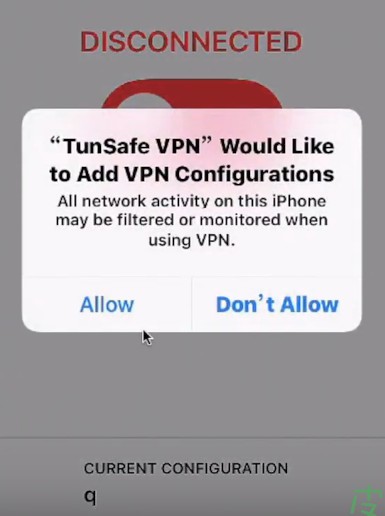 DISCONNECTED
“TunSafe VPN” Would Like
to Add VPN Configurations
All network activity on this iPhone
may be filtered or monitored when
using VPN.
Allow
Don’t Allow
CURRENT CONFIGURATION
q